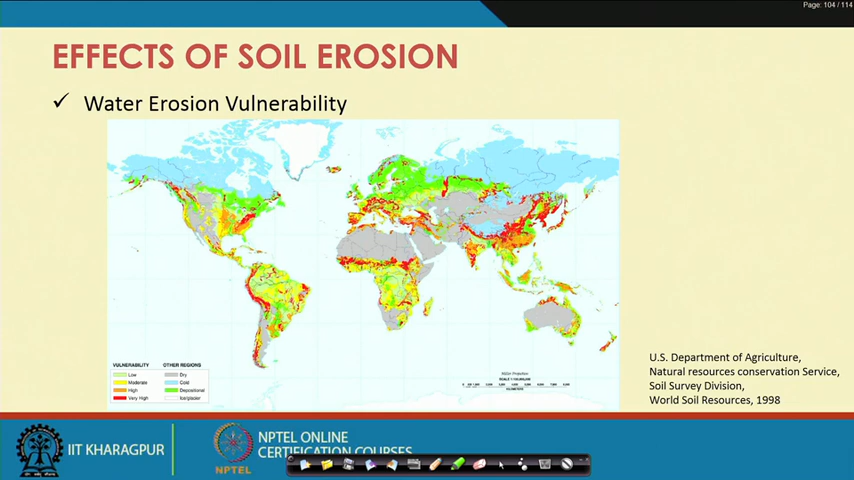 Page: 104 / 114
EFFECTS OF SOIL EROSION
✓ Water Erosion Vulnerability
VULNERABILITY
OTHER REGIONS
Low
Dry
Moderate
Cold
High
Depositional
Very High
U.S. Department of Agriculture,
Natural resources conservation Service,
Soil Survey Division,
World Soil Resources, 1998
IIT KHARAGPUR
NPTEL
NPTEL ONLINE
CERTIFICATION COURSES